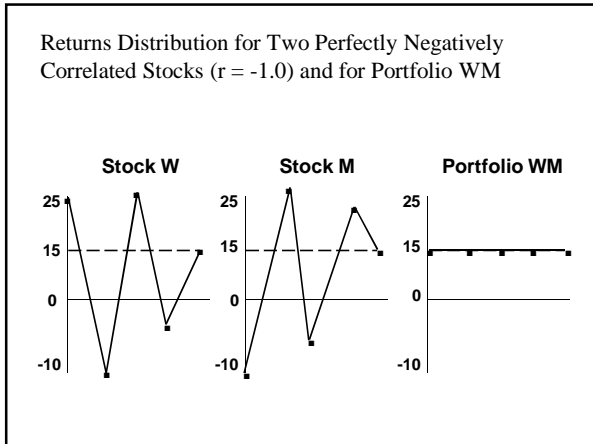 Returns Distribution for Two Perfectly Negatively
Correlated Stocks (r = -1.0) and for Portfolio WM
Stock W
Stock M
Portfolio WM
25
15
0
-10
25
15
0
-10
25
15
0
-10